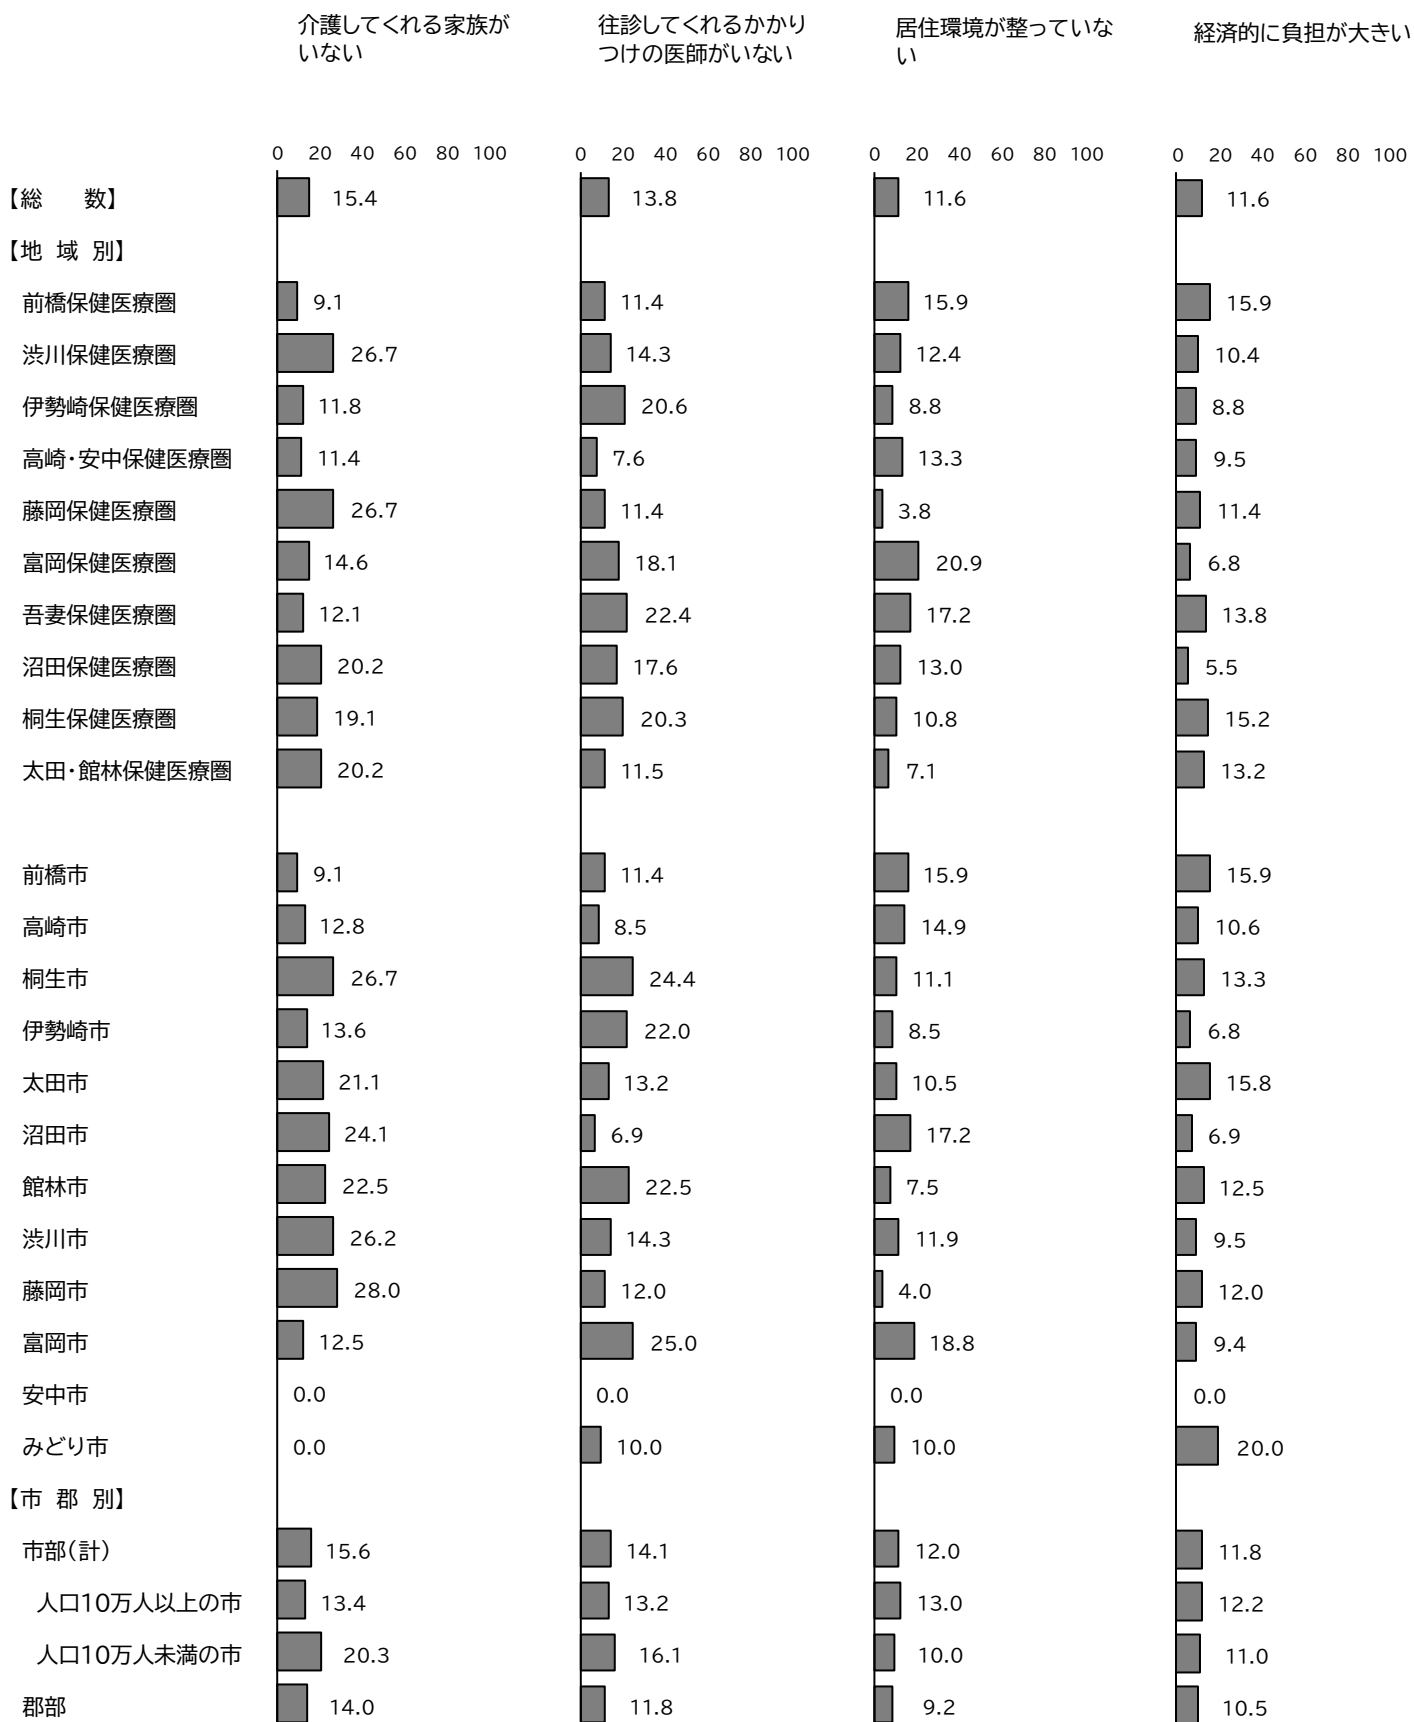 介護してくれる家族が
いない
往診してくれるかかり
つけの医師がいない
居住環境が整っていな
い
経済的に負担が大きい
0 20 40 60 80 100 0 20 40 60 80 100 0 20 40 60 80 100 0 20 40 60 80 100
【総　数】 15.4 13.8 11.6 11.6
【地 域 別】
前橋保健医療圏 9.1 11.4 15.9 15.9
渋川保健医療圏 26.7 14.3 12.4 10.4
伊勢崎保健医療圏 11.8 20.6 8.8 8.8
高崎・安中保健医療圏 11.4 7.6 13.3 9.5
藤岡保健医療圏 26.7 11.4 3.8 11.4
富岡保健医療圏 14.6 18.1 20.9 6.8
吾妻保健医療圏 12.1 22.4 17.2 13.8
沼田保健医療圏 20.2 17.6 13.0 5.5
桐生保健医療圏 19.1 20.3 10.8 15.2
太田・館林保健医療圏 20.2 11.5 7.1 13.2
前橋市 9.1 11.4 15.9 15.9
高崎市 12.8 8.5 14.9 10.6
桐生市 26.7 24.4 11.1 13.3
伊勢崎市 13.6 22.0 8.5 6.8
太田市 21.1 13.2 10.5 15.8
沼田市 24.1 6.9 17.2 6.9
館林市 22.5 22.5 7.5 12.5
渋川市 26.2 14.3 11.9 9.5
藤岡市 28.0 12.0 4.0 12.0
富岡市 12.5 25.0 18.8 9.4
安中市 0.0 0.0 0.0 0.0
みどり市 0.0 10.0 10.0 20.0
【市 郡 別】
市部(計) 15.6 14.1 12.0 11.8
人口10万人以上の市 13.4 13.2 13.0 12.2
人口10万人未満の市 20.3 16.1 10.0 11.0
郡部 14.0 11.8 9.2 10.5